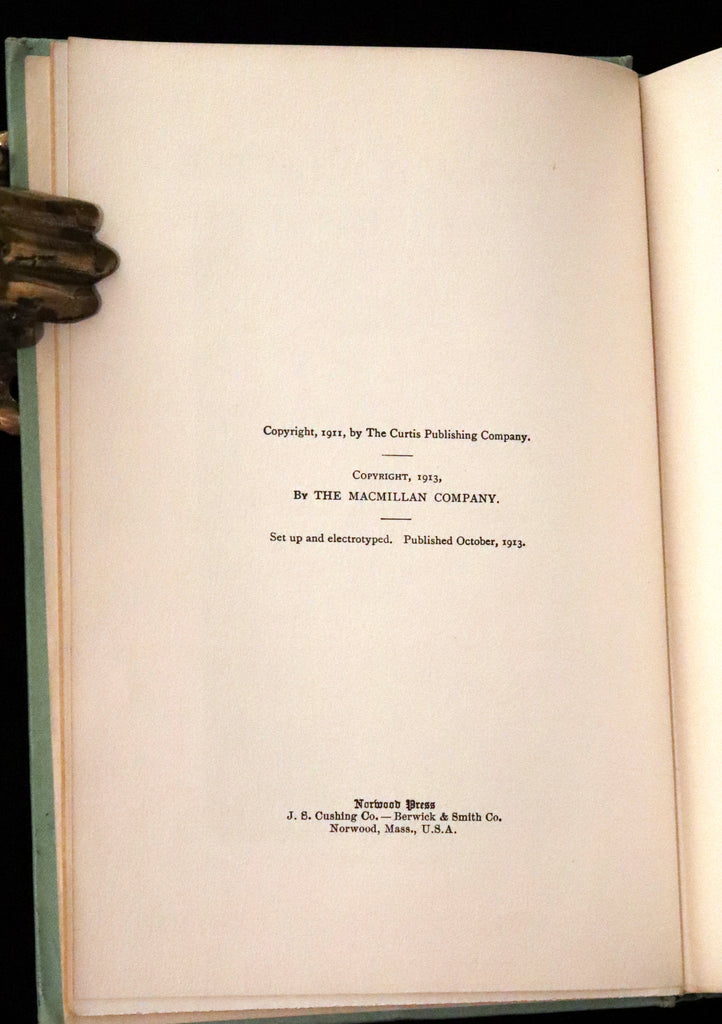 Copyright, 1911, by The Curtis Publishing Company.
Copyright, 1913,
By THE MACMILLAN COMPANY.
Set up and electrotyped. Published October, 1913.
Norwood Press
J. S. Cushing Co. — Berwick & Smith Co.
Norwood, Mass., U.S.A.